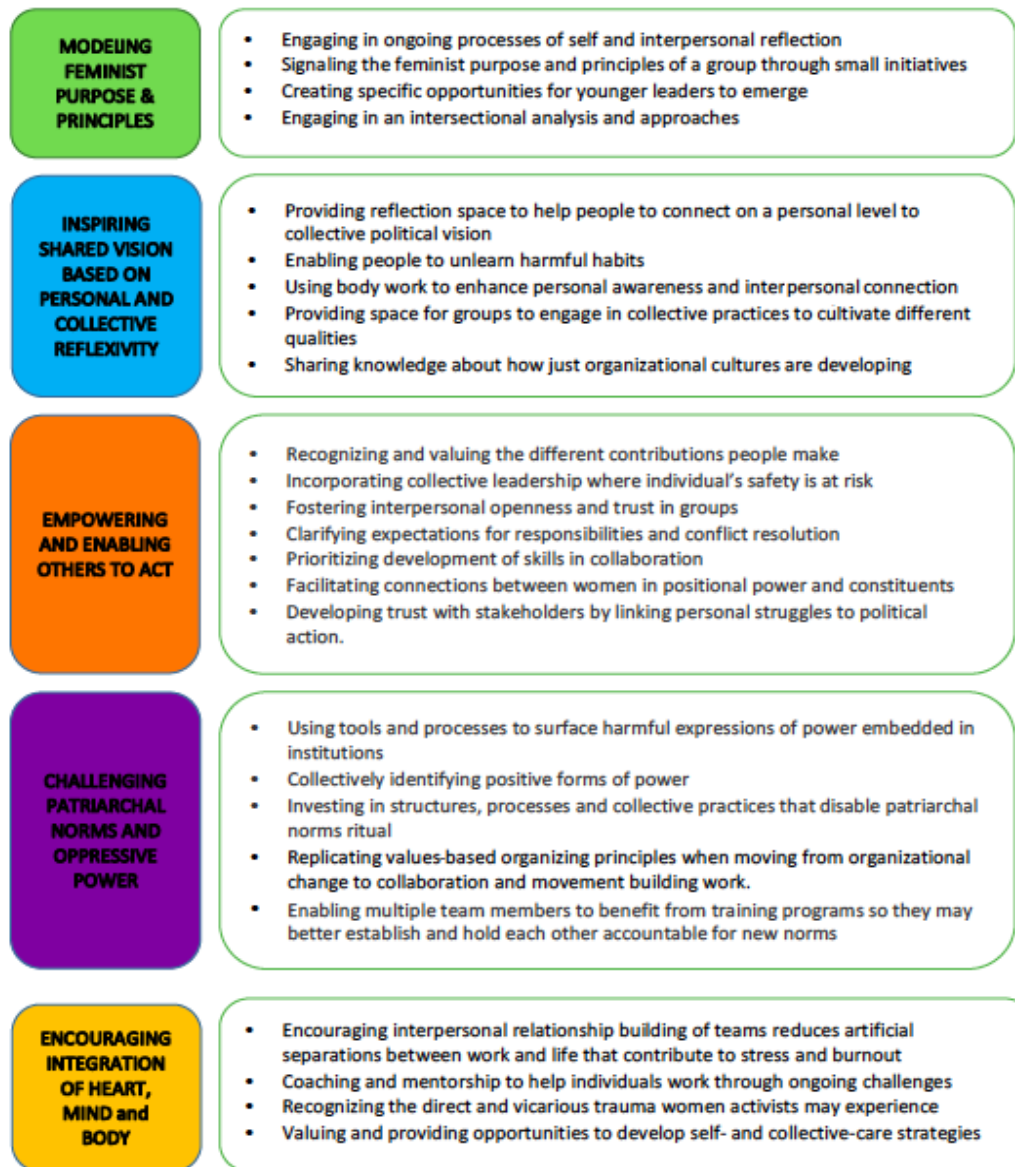 MODELING
FEMINIST
PURPOSE &
PRINCIPLES
• Engaging in ongoing processes of self and interpersonal reflection
• Signaling the feminist purpose and principles of a group through small initiatives
• Creating specific opportunities for younger leaders to emerge
• Engaging in an intersectional analysis and approaches
INSPIRING
SHARED VISION
BASED ON
PERSONAL AND
COLLECTIVE
REFLEXIVITY
• Providing reflection space to help people to connect on a personal level to
collective political vision
• Enabling people to unlearn harmful habits
• Using body work to enhance personal awareness and interpersonal connection
• Providing space for groups to engage in collective practices to cultivate different
qualities
• Sharing knowledge about how just organizational cultures are developing
EMPOWERING
AND ENABLING
OTHERS TO ACT
• Recognizing and valuing the different contributions people make
• Incorporating collective leadership where individual's safety is at risk
• Fostering interpersonal openness and trust in groups
• Clarifying expectations for responsibilities and conflict resolution
• Prioritizing development of skills in collaboration
• Facilitating connections between women in positional power and constituents
• Developing trust with stakeholders by linking personal struggles to political
action.
CHALLENGING
PATRIARCHAL
NORMS AND
OPPRESSIVE
POWER
• Using tools and processes to surface harmful expressions of power embedded in
institutions
• Collectively identifying positive forms of power
• Investing in structures, processes and collective practices that disable patriarchal
norms ritual
• Replicating values-based organizing principles when moving from organizational
change to collaboration and movement building work.
• Enabling multiple team members to benefit from training programs so they may
better establish and hold each other accountable for new norms
ENCOURAGING
INTEGRATION
OF HEART,
MIND and
BODY
• Encouraging interpersonal relationship building of teams reduces artificial
separations between work and life that contribute to stress and burnout
• Coaching and mentorship to help individuals work through ongoing challenges
• Recognizing the direct and vicarious trauma women activists may experience
• Valuing and providing opportunities to develop self- and collective-care strategies